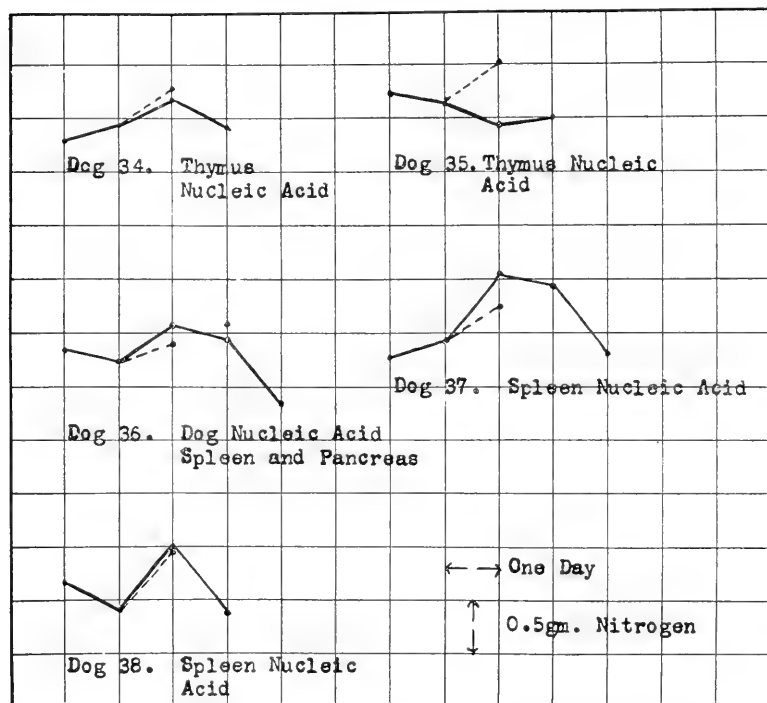 Dog 34. Thymus
Nucleic Acid
Dog 35. Thymus Nucleic
Acid
Dog 36. Dog Nucleic Acid
Spleen and Pancreas
Dog 37. Spleen Nucleic Acid
Dog 38. Spleen Nucleic
Acid
One Day
0.5gm. Nitrogen